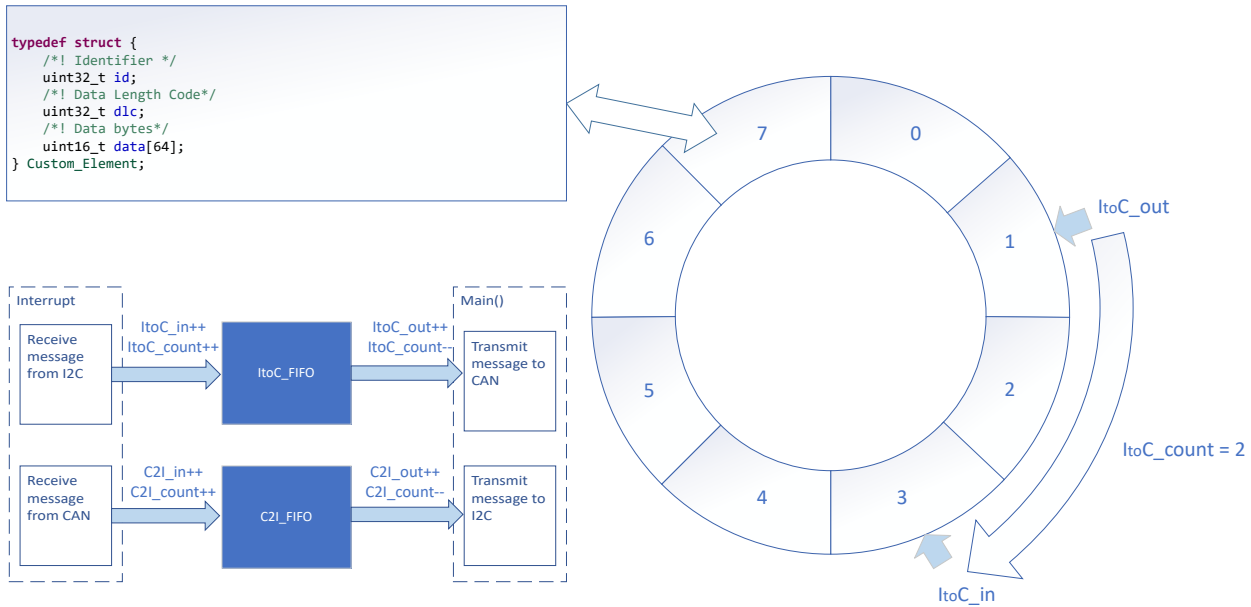 typedef struct {
/*! Identifier */
uint32_t id;
/*! Data Length Code*/
uint32_t dlc;
/*! Data bytes*/
uint16_t data[64];
} Custom_Element;
Interrupt
Receive
message
from I2C
ItoC_in++
ItoC_count++
ItoC_FIFO
ItoC_out++
ItoC_count--
Main()
Transmit
message to
CAN
Receive
message
from CAN
C2I_in++
C2I_count++
C2I_FIFO
C2I_out++
C2I_count--
Transmit
message to
I2C
0
1
2
3
4
5
6
7
ItoC_out
ItoC_count = 2
ItoC_in